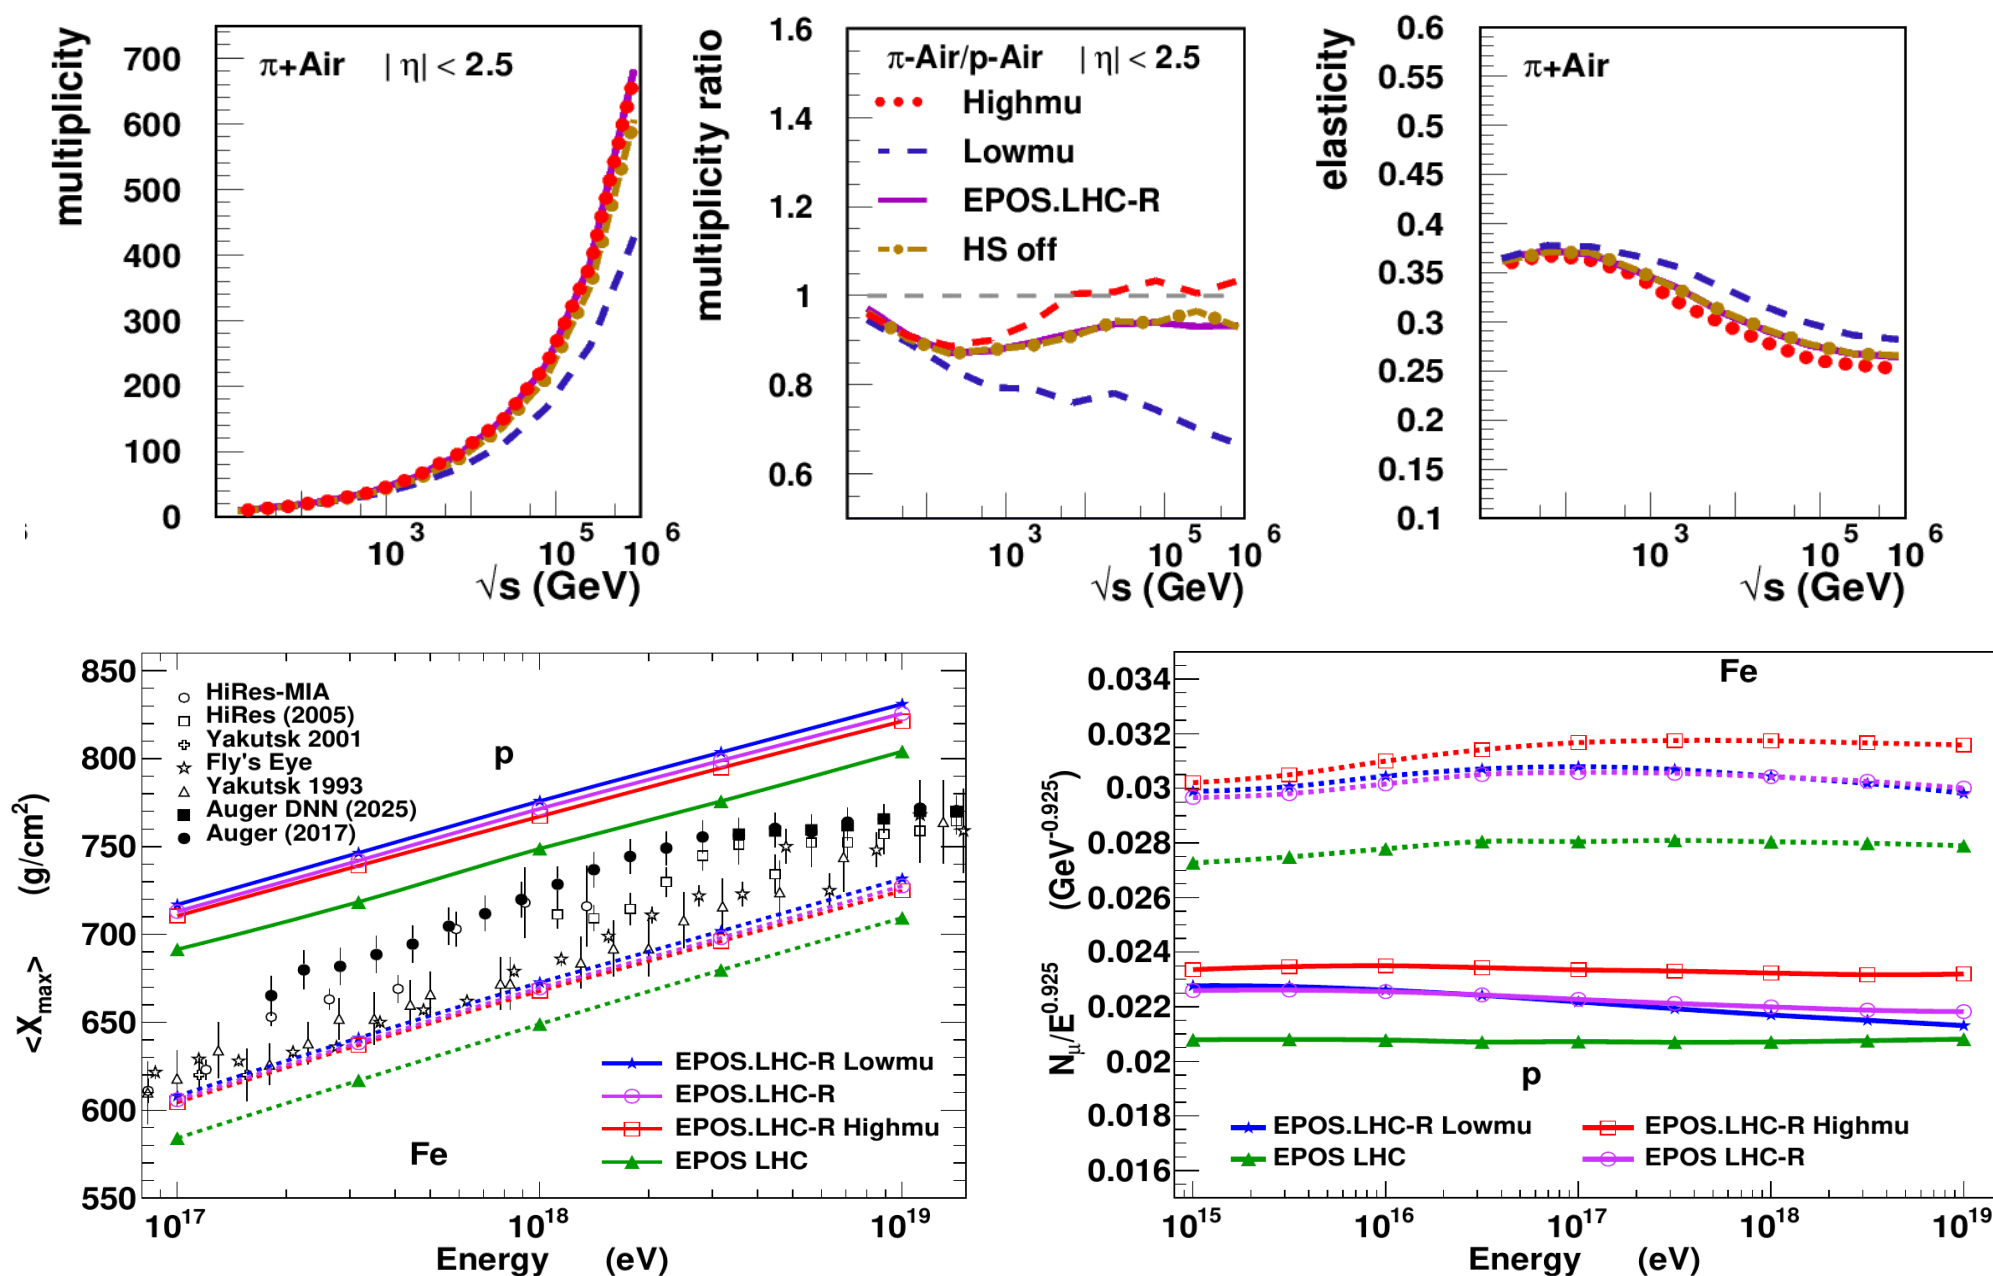 multiplicity
π+Air | η| < 2.5
700
600
500
400
300
200
100
0
10^3 10^5 10^6
√s (GeV)
multiplicity ratio
π-Air/p-Air | η| < 2.5
Highmu
Lowmu
EPOS.LHC-R
HS off
1.6
1.4
1.2
1
0.8
0.6
10^3 10^5 10^6
√s (GeV)
elasticity
π+Air
0.6
0.55
0.5
0.45
0.4
0.35
0.3
0.25
0.2
0.15
0.1
10^3 10^5 10^6
√s (GeV)
<X_max> (g/cm^2)
850
800
750
700
650
600
550
HiRes-MIA
HiRes (2005)
Yakutsk 2001
Fly's Eye
Yakutsk 1993
Auger DNN (2025)
Auger (2017)
p
Fe
EPOS.LHC-R Lowmu
EPOS.LHC-R
EPOS.LHC-R Highmu
EPOS LHC
10^17 10^18 10^19
Energy (eV)
N_μ/E^0.925 (GeV^-0.925)
0.034
0.032
0.03
0.028
0.026
0.024
0.022
0.02
0.018
0.016
Fe
p
EPOS.LHC-R Lowmu EPOS.LHC-R Highmu
EPOS LHC EPOS LHC-R
10^15 10^16 10^17 10^18 10^19
Energy (eV)